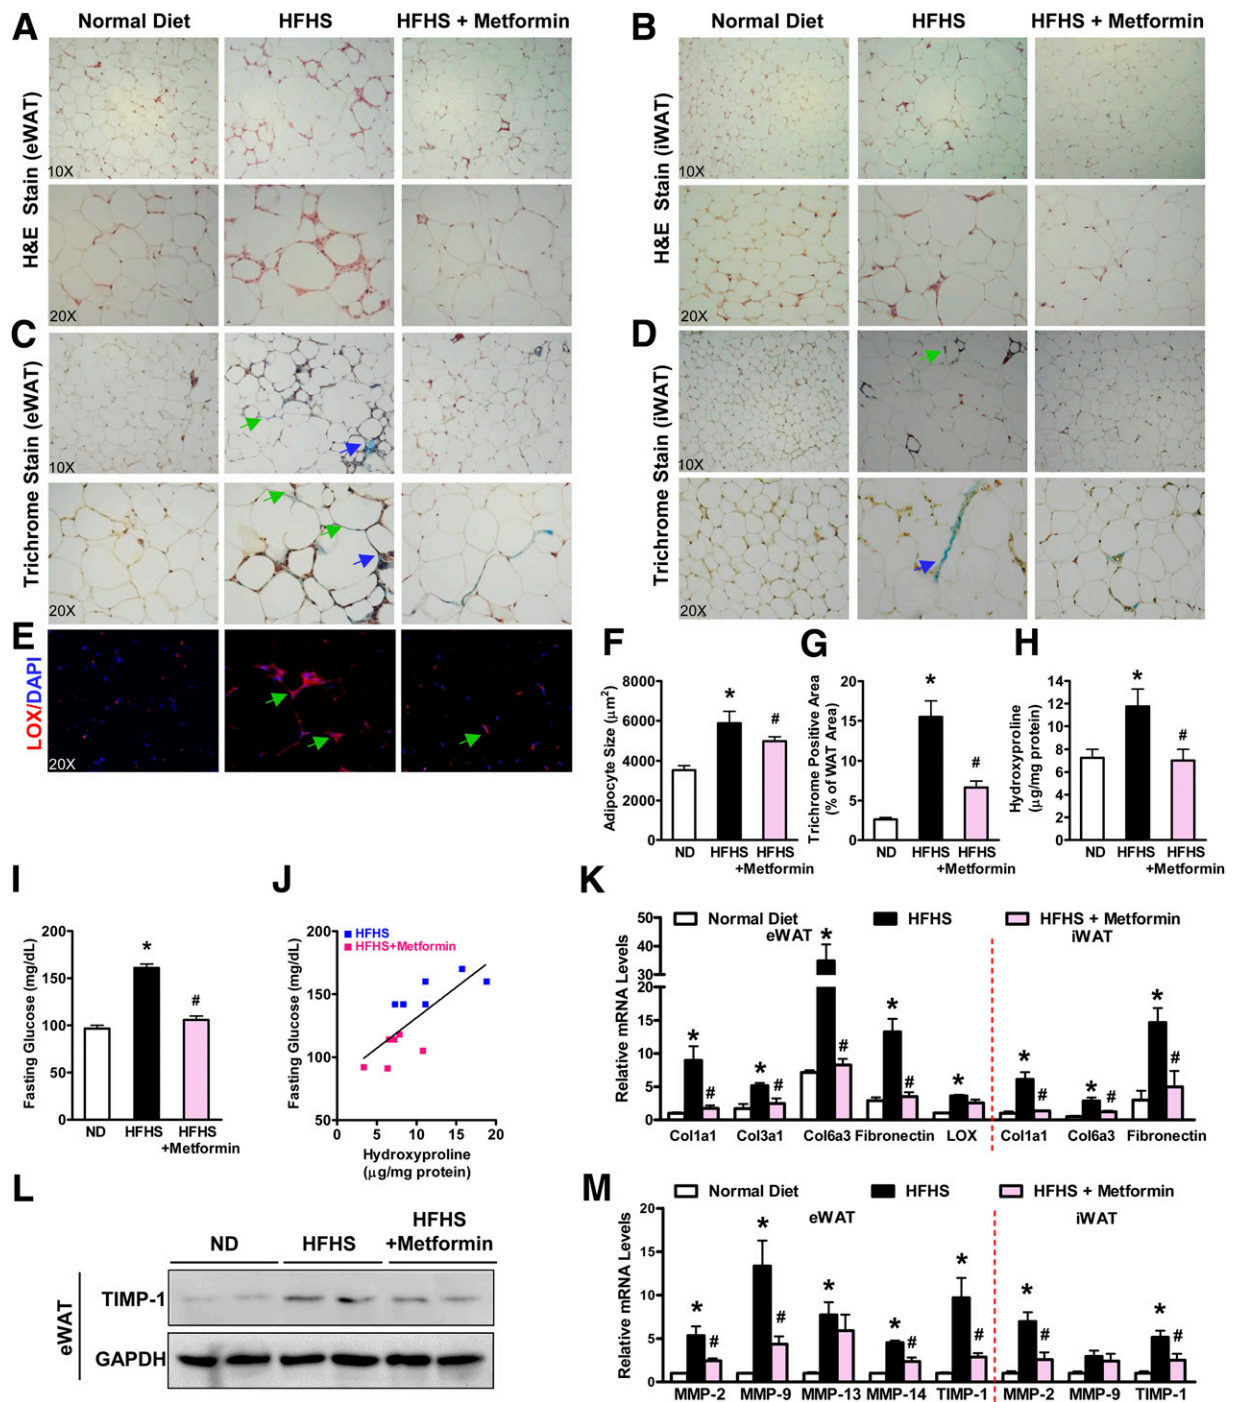 A
Normal Diet
HFHS
HFHS + Metformin
H&E Stain (eWAT)
10X
20X
B
Normal Diet
HFHS
HFHS + Metformin
H&E Stain (iWAT)
10X
20X
C
Trichrome Stain (eWAT)
10X
20X
D
Trichrome Stain (iWAT)
10X
20X
E
LOX/DAPI
20X
F
Adipocyte Size (μm²)
8000
6000
4000
2000
0
*
#
ND
HFHS
HFHS
+Metformin
G
Trichrome Positive Area
(% of WAT Area)
20
15
10
5
0
*
#
ND
HFHS
HFHS
+Metformin
H
Hydroxyproline
(μg/mg protein)
14
12
10
8
6
4
2
0
*
#
ND
HFHS
HFHS
+Metformin
I
Fasting Glucose (mg/dL)
200
150
100
50
0
*
#
ND
HFHS
HFHS
+Metformin
J
Fasting Glucose (mg/dL)
200
150
100
50
HFHS
HFHS+Metformin
0 5 10 15 20
Hydroxyproline
(μg/mg protein)
K
Relative mRNA Levels
50
40
30
20
15
10
5
0
Normal Diet
HFHS
HFHS + Metformin
eWAT
iWAT
* # * # * # * # * * # * # * #
Col1a1 Col3a1 Col6a3 Fibronectin LOX Col1a1 Col6a3 Fibronectin
L
ND
HFHS
HFHS
+Metformin
eWAT
TIMP-1
GAPDH
M
Relative mRNA Levels
20
15
10
5
0
Normal Diet
HFHS
HFHS + Metformin
eWAT
iWAT
* # * # * * # * # * # * #
MMP-2 MMP-9 MMP-13 MMP-14 TIMP-1 MMP-2 MMP-9 TIMP-1